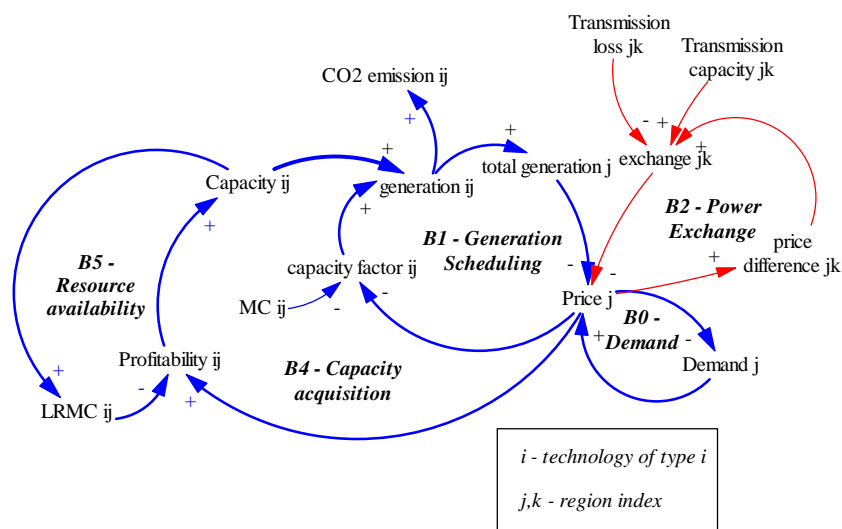 Transmission
loss jk
Transmission
capacity jk
CO2 emission ij
+
+
+
- +
+
total generation j
exchange jk
Capacity ij
generation ij
+
+
B2 - Power
Exchange
B1 - Generation
Scheduling
price
difference jk
+
B5 -
Resource
availability
capacity factor ij
-
-
-
MC ij
-
Price j
B0 -
Demand
+
-
Profitability ij
B4 - Capacity
acquisition
Demand j
+
-
+
LRMC ij
i - technology of type i
j,k - region index